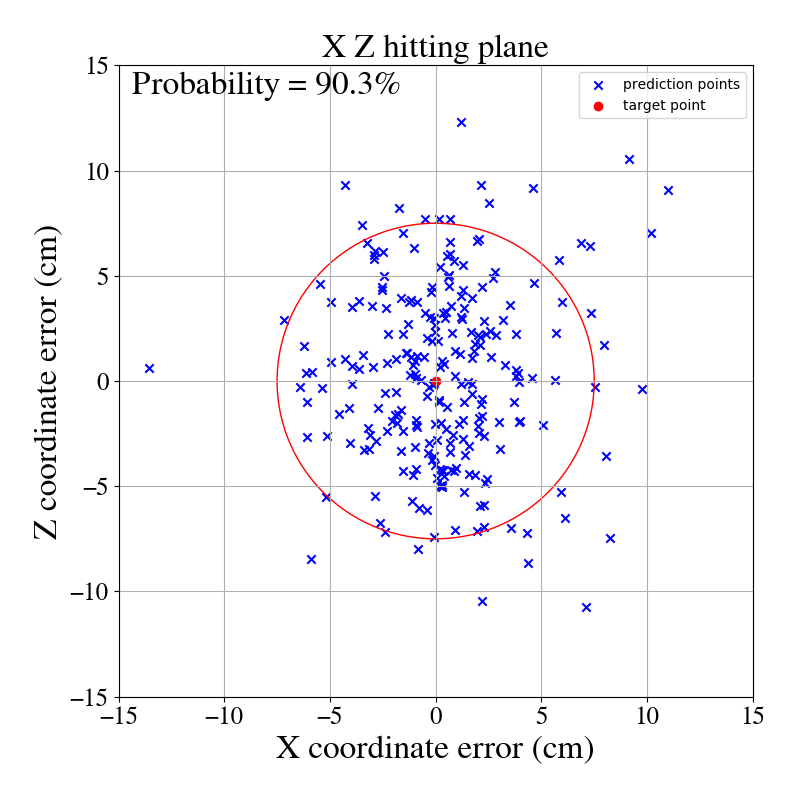 X Z hitting plane
Probability = 90.3%
prediction points
target point
15
10
5
0
−5
−10
−15
Z coordinate error (cm)
−15 −10 −5 0 5 10 15
X coordinate error (cm)